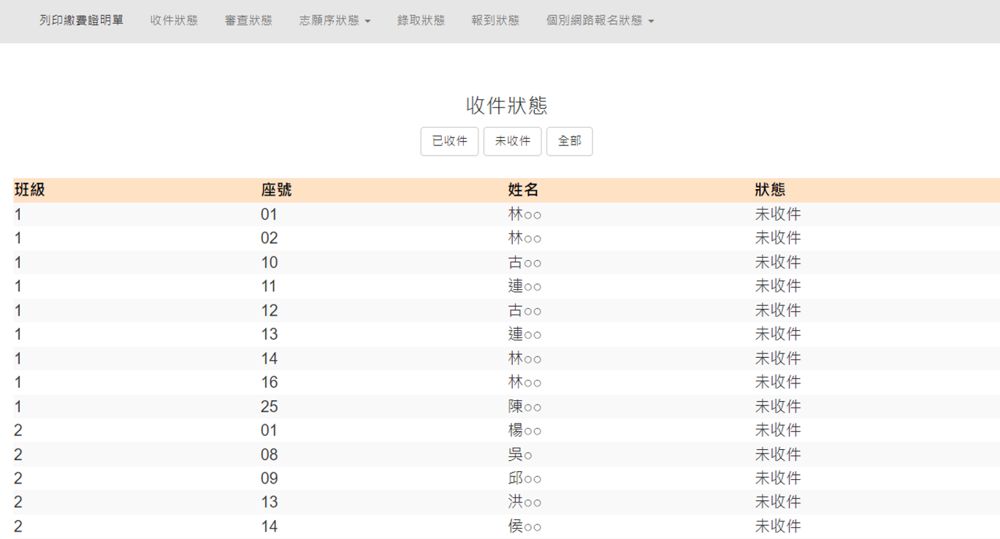 列印繳費證明單 收件狀態 審查狀態 志願序狀態 錄取狀態 報到狀態 個別網路報名狀態
收件狀態
已收件 未收件 全部
班級 座號 姓名 狀態
1 01 林○○ 未收件
1 02 林○○ 未收件
1 10 古○○ 未收件
1 11 連○○ 未收件
1 12 古○○ 未收件
1 13 連○○ 未收件
1 14 林○○ 未收件
1 16 林○○ 未收件
1 25 陳○○ 未收件
2 01 楊○○ 未收件
2 08 吳○ 未收件
2 09 邱○○ 未收件
2 13 洪○○ 未收件
2 14 侯○○ 未收件